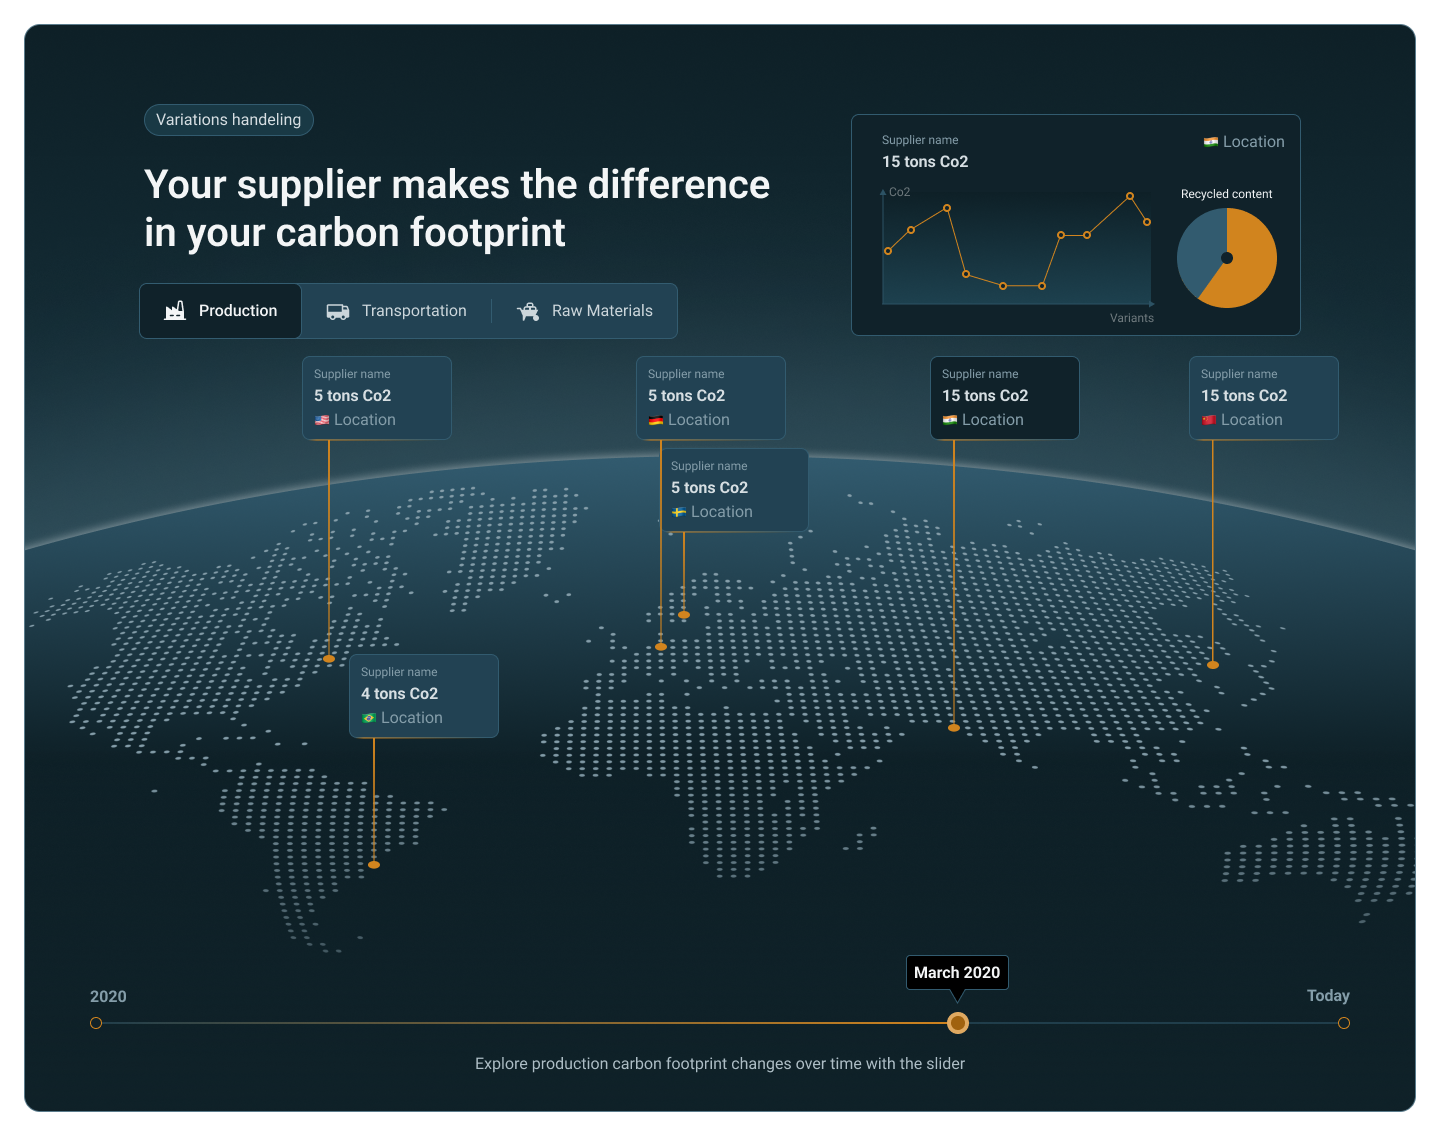 Variations handeling
Your supplier makes the difference
in your carbon footprint
Production
Transportation
Raw Materials
Supplier name
15 tons Co2
Location
Co2
Variants
Recycled content
Supplier name
5 tons Co2
Location
Supplier name
5 tons Co2
Location
Supplier name
15 tons Co2
Location
Supplier name
15 tons Co2
Location
Supplier name
5 tons Co2
Location
Supplier name
4 tons Co2
Location
2020
March 2020
Today
Explore production carbon footprint changes over time with the slider